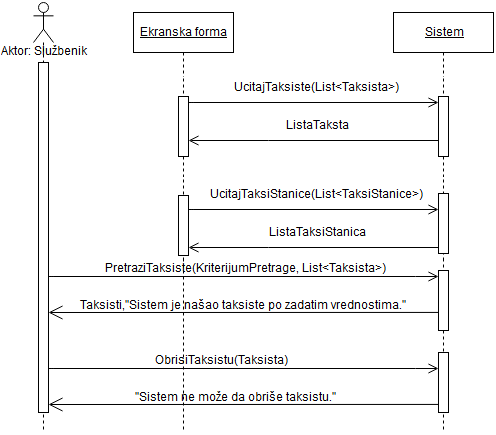 Ekranska forma
Sistem
Aktor: Službenik
UcitajTaksiste(List<Taksista>)
ListaTaksta
UcitajTaksiStanice(List<TaksiStanice>)
ListaTaksiStanica
PretraziTaksiste(KriterijumPretrage, List<Taksista>)
Taksisti,"Sistem je našao taksiste po zadatim vrednostima."
ObrisiTaksistu(Taksista)
"Sistem ne može da obriše taksistu."